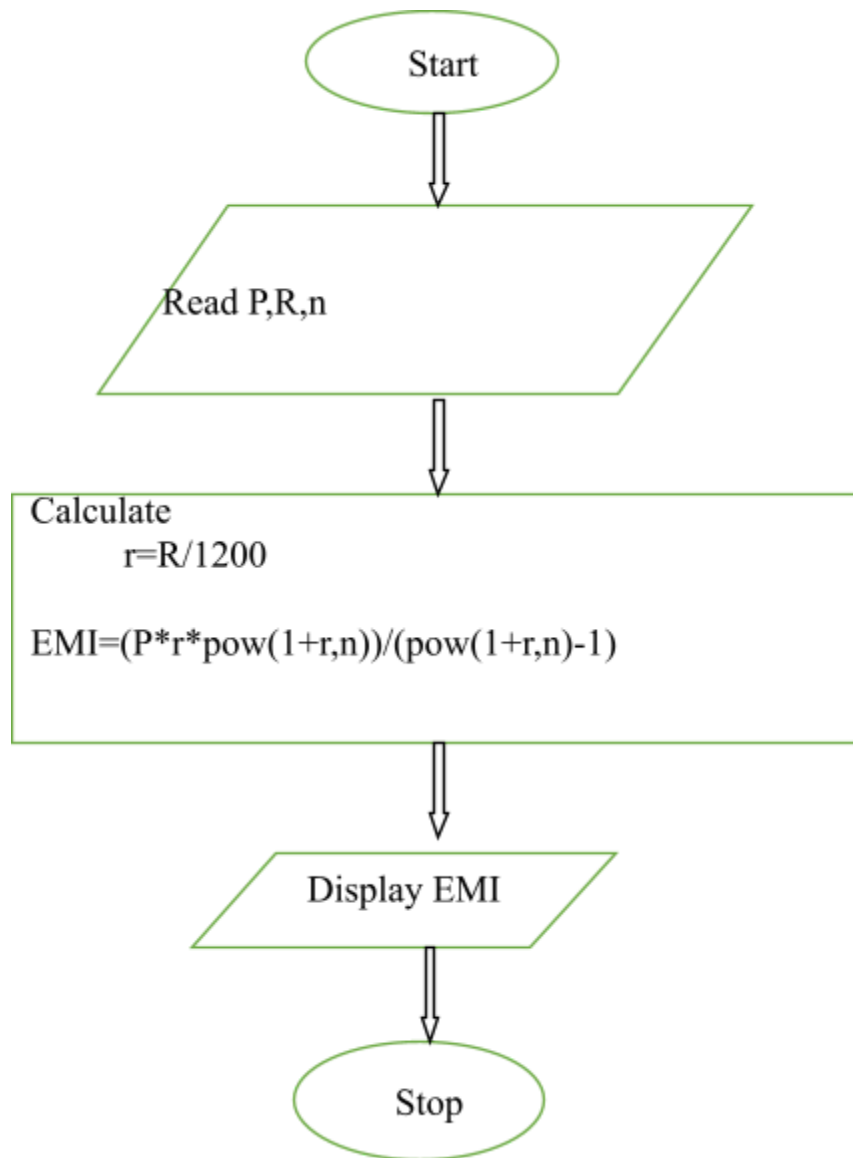 Start
Read P,R,n
Calculate
r=R/1200
EMI=(P*r*pow(1+r,n))/(pow(1+r,n)-1)
Display EMI
Stop